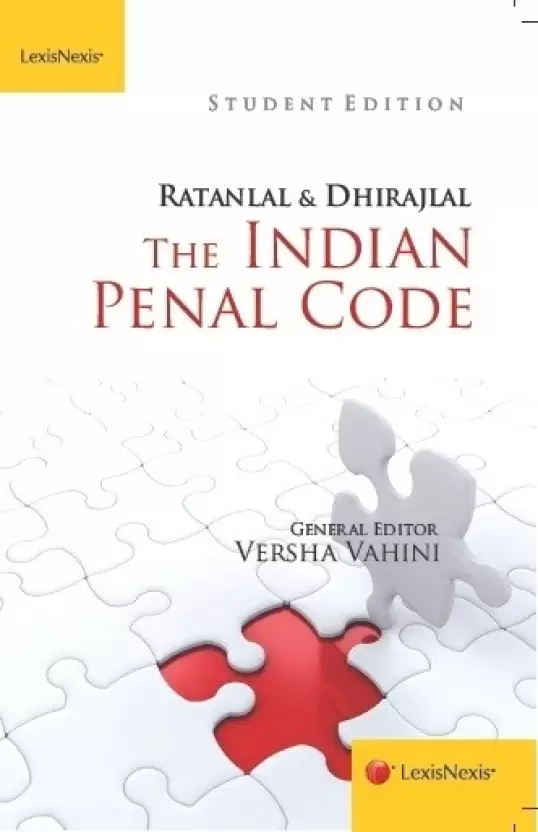 LexisNexis®
STUDENT EDITION
RATANLAL & DHIRAJLAL
THE INDIAN
PENAL CODE
GENERAL EDITOR
VERSHA VAHINI
LexisNexis®